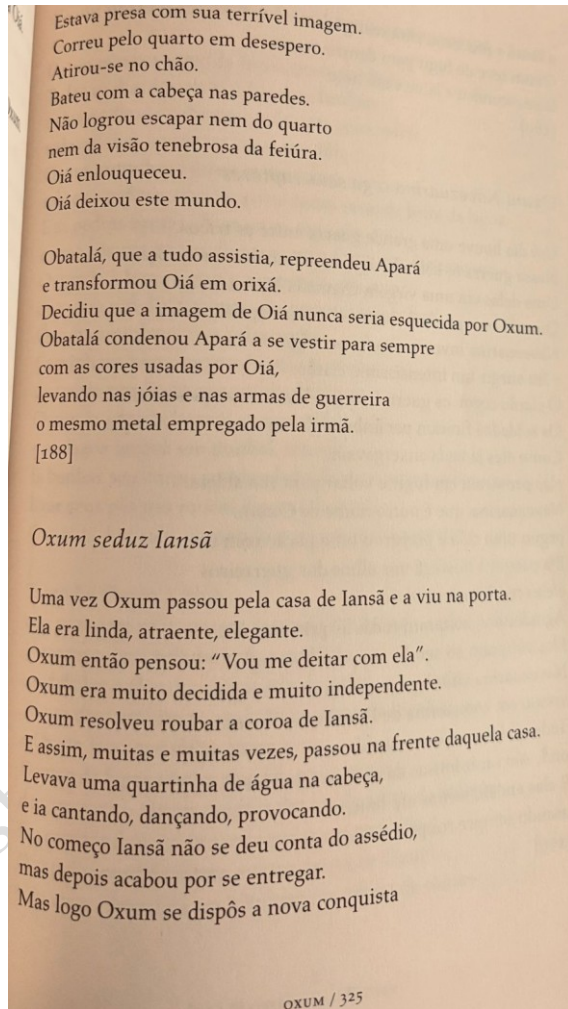 Oiá
Estava presa com sua terrível imagem.
Correu pelo quarto em desespero.
Atirou-se no chão.
Bateu com a cabeça nas paredes.
Não logrou escapar nem do quarto
nem da visão tenebrosa da feiúra.
Oiá enlouqueceu.
Oiá deixou este mundo.
Obatalá, que a tudo assistia, repreendeu Apará
e transformou Oiá em orixá.
Decidiu que a imagem de Oiá nunca seria esquecida por Oxum.
Obatalá condenou Apará a se vestir para sempre
com as cores usadas por Oiá,
levando nas jóias e nas armas de guerreira
o mesmo metal empregado pela irmã.
[188]
Oxum seduz Iansã
Uma vez Oxum passou pela casa de Iansã e a viu na porta.
Ela era linda, atraente, elegante.
Oxum então pensou: “Vou me deitar com ela”.
Oxum era muito decidida e muito independente.
Oxum resolveu roubar a coroa de Iansã.
E assim, muitas e muitas vezes, passou na frente daquela casa.
Levava uma quartinha de água na cabeça,
e ia cantando, dançando, provocando.
No começo Iansã não se deu conta do assédio,
mas depois acabou por se entregar.
Mas logo Oxum se dispôs a nova conquista
OXUM / 325